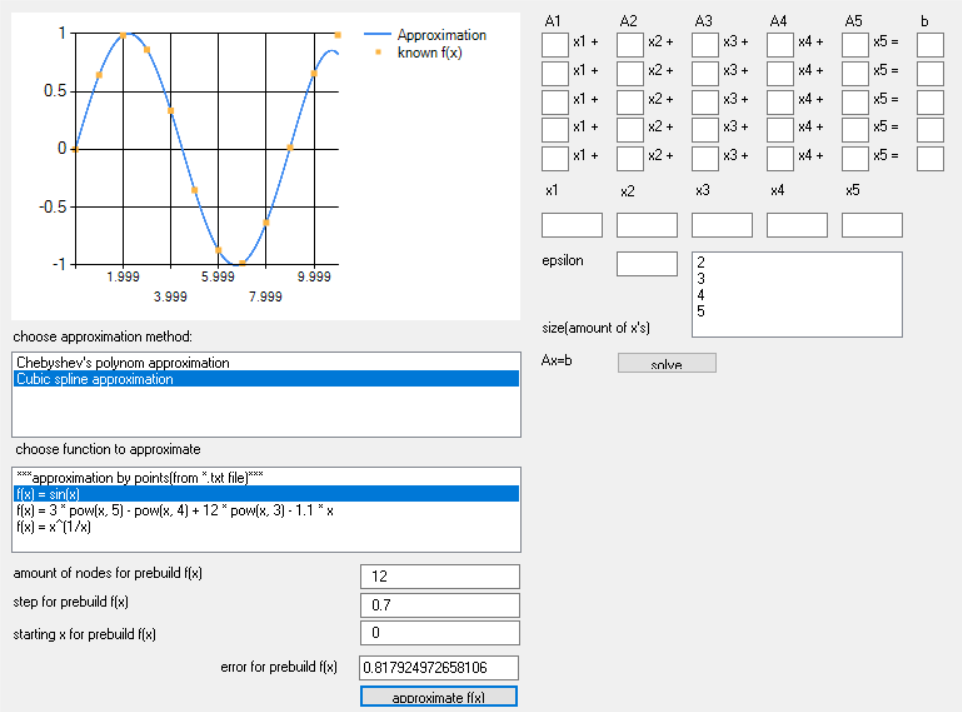 1
0.5
0
-0.5
-1
1.999
3.999
5.999
7.999
9.999
Approximation
known f(x)
choose approximation method:
Chebyshev's polynom approximation
Cubic spline approximation
choose function to approximate
***approximation by points(from *.txt file)***
f(x) = sin(x)
f(x) = 3 * pow(x, 5) - pow(x, 4) + 12 * pow(x, 3) - 1.1 * x
f(x) = x^(1/x)
amount of nodes for prebuild f(x) 12
step for prebuild f(x) 0.7
starting x for prebuild f(x) 0
error for prebuild f(x) 0.817924972658106
approximate f(x)
A1 A2 A3 A4 A5 b
x1 + x2 + x3 + x4 + x5 =
x1 + x2 + x3 + x4 + x5 =
x1 + x2 + x3 + x4 + x5 =
x1 + x2 + x3 + x4 + x5 =
x1 + x2 + x3 + x4 + x5 =
x1 x2 x3 x4 x5
epsilon
2
3
4
5
size(amount of x's)
Ax=b solve